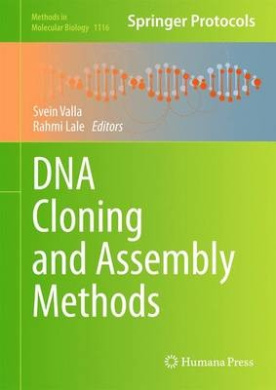 Methods in
Molecular Biology 1116
Springer Protocols
Svein Valla
Rahmi Lale Editors
DNA
Cloning
and Assembly
Methods
Humana Press